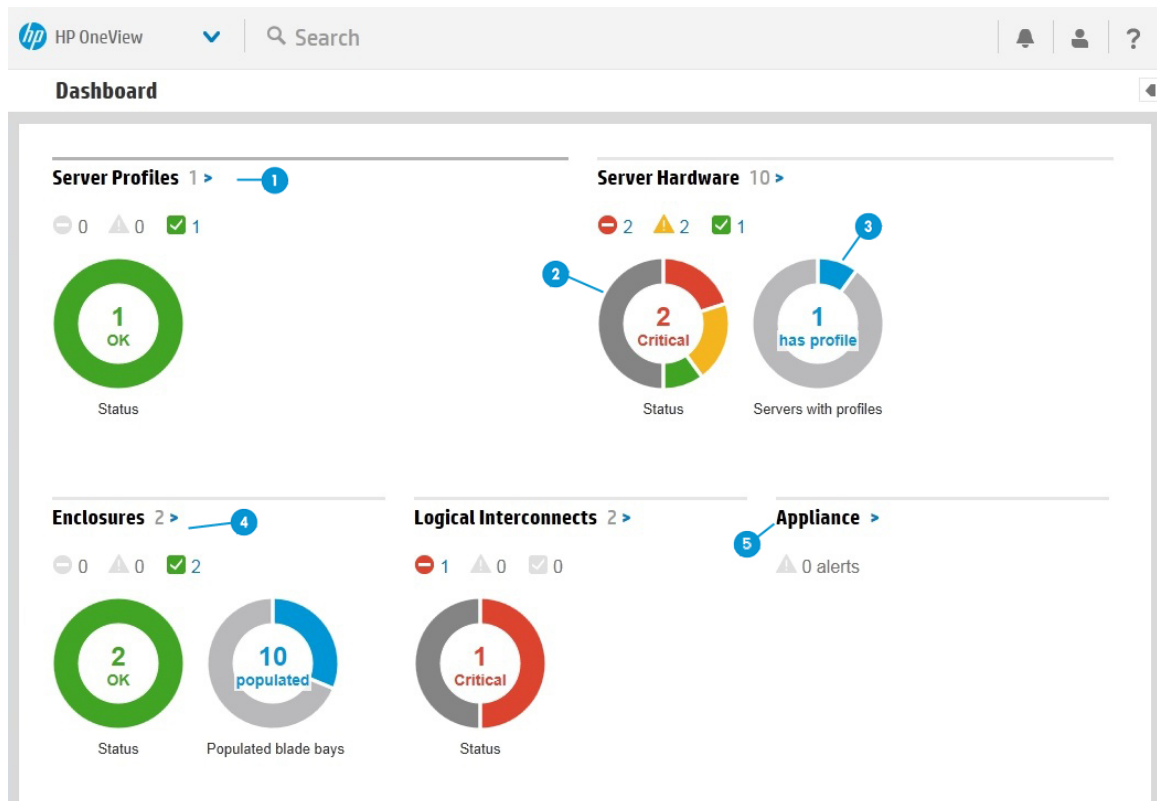 hp HP OneView Search ?
Dashboard
Server Profiles 1 > 1
0 0 1
1
OK
Status
Server Hardware 10 >
2 2 1
3
2
2
Critical
Status
1
has profile
Servers with profiles
Enclosures 2 > 4
0 0 2
2
OK
Status
10
populated
Populated blade bays
Logical Interconnects 2 >
1 0 0
1
Critical
Status
5
Appliance >
0 alerts